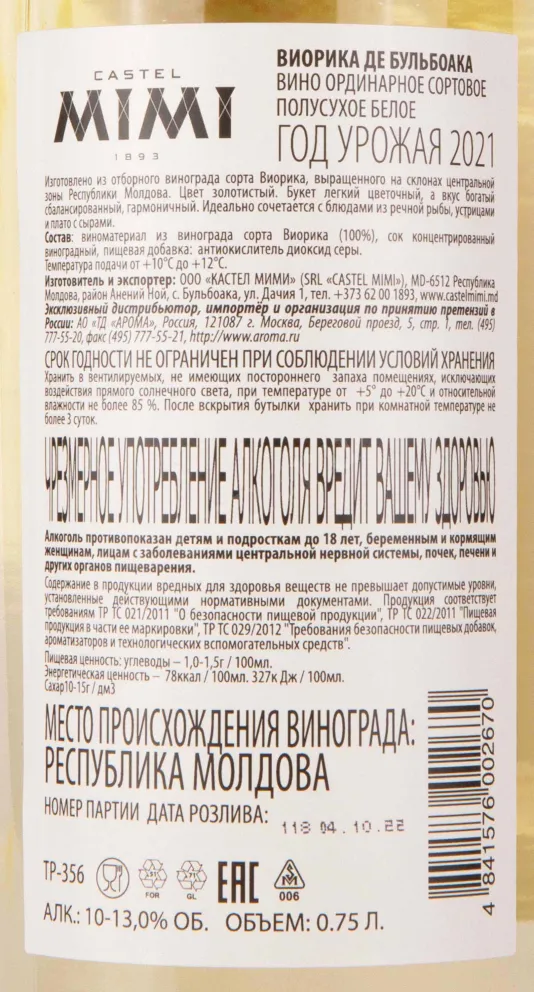 CASTEL
MIMI
1893
ВИОРИКА ДЕ БУЛЬБОАКА
ВИНО ОРДИНАРНОЕ СОРТОВОЕ
ПОЛУСУХОЕ БЕЛОЕ
ГОД УРОЖАЯ 2021
Изготовлено из отборного винограда сорта Виорика, выращенного на склонах центральной
зоны Республики Молдова. Цвет золотистый. Букет легкий цветочный, а вкус богатый
сбалансированный, гармоничный. Идеально сочетается с блюдами из речной рыбы, устрицами
и плато с сырами.
Состав: виноматериал из винограда сорта Виорика (100%), сок концентрированный
виноградный, пищевая добавка: антиокислитель диоксид серы.
Температура подачи от +10°C до +12°C.
Изготовитель и экспортер: ООО «КАСТЕЛ МИМИ» (SRL «CASTEL MIMI»), MD-6512 Республика
Молдова, район Анений Ной, с. Бульбоака, ул. Дачия 1, тел. +373 62 00 1893, www.castelmimi.md
Эксклюзивный дистрибьютор, импортёр и организация по принятию претензий в
России: АО «ТД «АРОМА», Россия, 121087 г. Москва, Береговой проезд, 5, стр. 1, тел. (495)
777-55-20, факс (495) 777-55-21, http://www.aroma.ru
СРОК ГОДНОСТИ НЕ ОГРАНИЧЕН ПРИ СОБЛЮДЕНИИ УСЛОВИЙ ХРАНЕНИЯ
Хранить в вентилируемых, не имеющих постороннего запаха помещениях, исключающих
воздействия прямого солнечного света, при температуре от +5° до +20°C и относительной
влажности не более 85 %. После вскрытия бутылки хранить при комнатной температуре не
более 3 суток.
ЧРЕЗМЕРНОЕ УПОТРЕБЛЕНИЕ АЛКОГОЛЯ ВРЕДИТ ВАШЕМУ ЗДОРОВЬЮ
Алкоголь противопоказан детям и подросткам до 18 лет, беременным и кормящим
женщинам, лицам с заболеваниями центральной нервной системы, почек, печени и
других органов пищеварения.
Содержание в продукции вредных для здоровья веществ не превышает допустимые уровни,
установленные действующими нормативными документами. Продукция соответствует
требованиям ТР ТС 021/2011 "О безопасности пищевой продукции", ТР ТС 022/2011 "Пищевая
продукция в части ее маркировки", ТР ТС 029/2012 "Требования безопасности пищевых добавок,
ароматизаторов и технологических вспомогательных средств".
Пищевая ценность: углеводы – 1,0-1,5г / 100мл.
Энергетическая ценность – 78ккал / 100мл. 327к Дж / 100мл.
Сахар10-15г / дм3
МЕСТО ПРОИСХОЖДЕНИЯ ВИНОГРАДА:
РЕСПУБЛИКА МОЛДОВА
НОМЕР ПАРТИИ ДАТА РОЗЛИВА:
118 04.10.22
ТР-356
FOR
GL
EAC
SM
006
АЛК.: 10-13,0% ОБ. ОБЪЕМ: 0.75 Л.
4 841576 002670